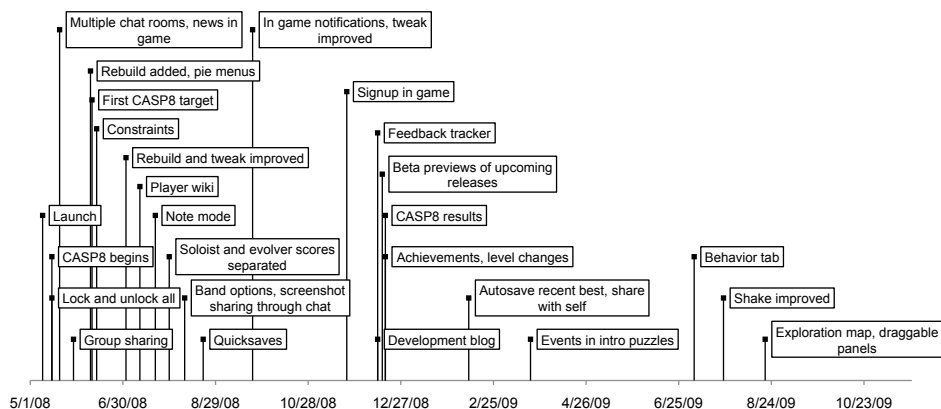 Multiple chat rooms, news in
game
In game notifications, tweak
improved
Rebuild added, pie menus
Signup in game
First CASP8 target
Constraints
Feedback tracker
Rebuild and tweak improved
Beta previews of upcoming
releases
Player wiki
Launch
Note mode
CASP8 results
CASP8 begins
Soloist and evolver scores
separated
Achievements, level changes
Behavior tab
Lock and unlock all
Band options, screenshot
sharing through chat
Autosave recent best, share
with self
Shake improved
Group sharing
Quicksaves
Development blog
Events in intro puzzles
Exploration map, draggable
panels
5/1/08 6/30/08 8/29/08 10/28/08 12/27/08 2/25/09 4/26/09 6/25/09 8/24/09 10/23/09